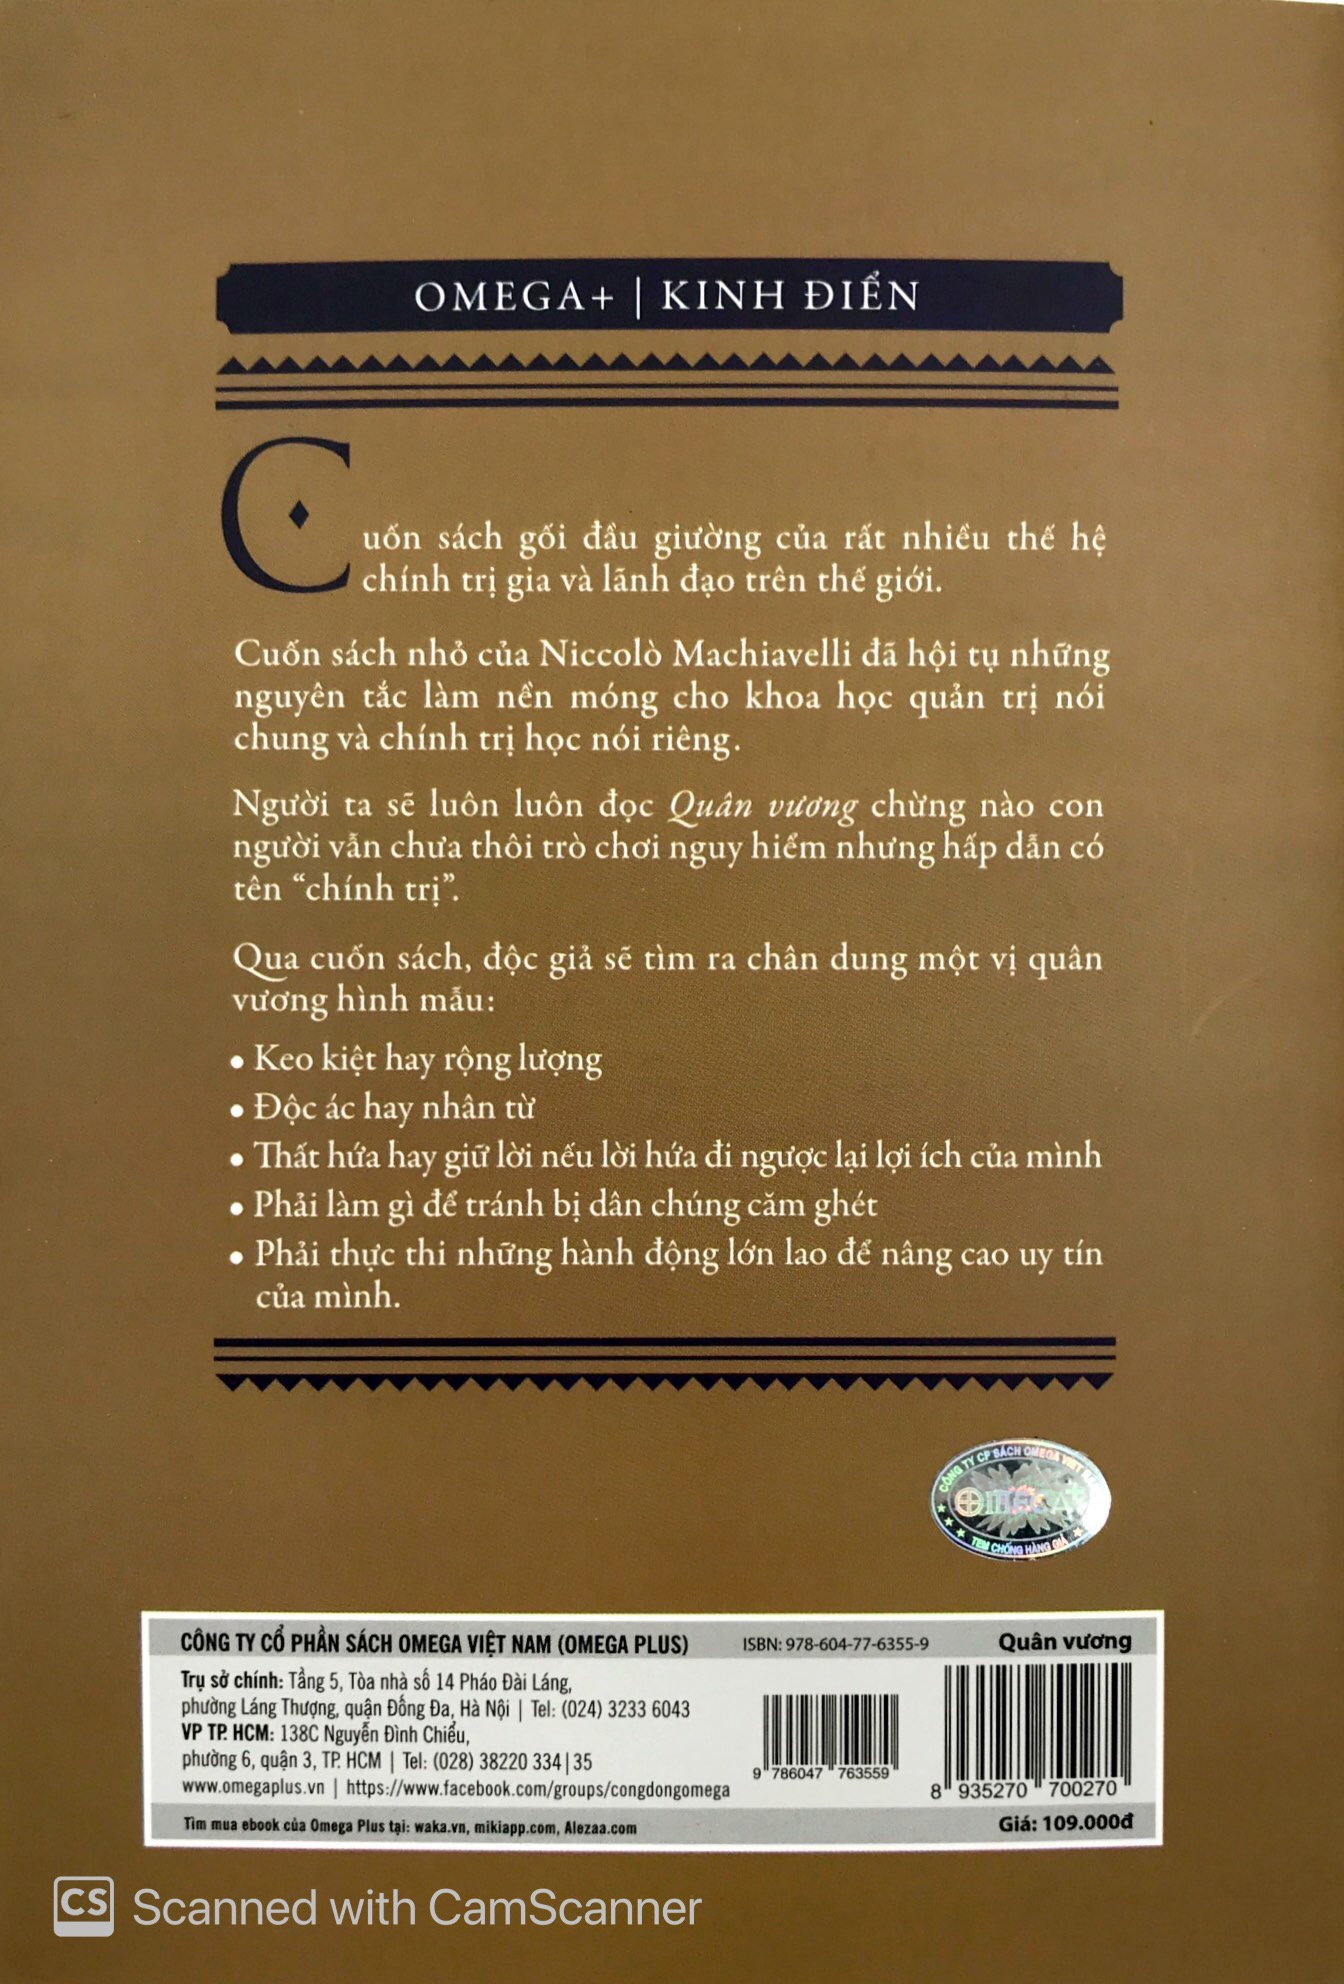 OMEGA+ | KINH ĐIỂN
Cuốn sách gối đầu giường của rất nhiều thế hệ
chính trị gia và lãnh đạo trên thế giới.
Cuốn sách nhỏ của Niccolò Machiavelli đã hội tụ những
nguyên tắc làm nền móng cho khoa học quản trị nói
chung và chính trị học nói riêng.
Người ta sẽ luôn luôn đọc Quân vương chừng nào con
người vẫn chưa thôi trò chơi nguy hiểm nhưng hấp dẫn có
tên “chính trị”.
Qua cuốn sách, độc giả sẽ tìm ra chân dung một vị quân
vương hình mẫu:
• Keo kiệt hay rộng lượng
• Độc ác hay nhân từ
• Thất hứa hay giữ lời nếu lời hứa đi ngược lại lợi ích của mình
• Phải làm gì để tránh bị dân chúng căm ghét
• Phải thực thi những hành động lớn lao để nâng cao uy tín
của mình.
CÔNG TY CP SÁCH OMEGA VIỆT
OMEGA+
TEM CHỐNG HÀNG GIẢ
CÔNG TY CỔ PHẦN SÁCH OMEGA VIỆT NAM (OMEGA PLUS)
Trụ sở chính: Tầng 5, Tòa nhà số 14 Pháo Đài Láng,
phường Láng Thượng, quận Đống Đa, Hà Nội | Tel: (024) 3233 6043
VP TP. HCM: 138C Nguyễn Đình Chiểu,
phường 6, quận 3, TP. HCM | Tel: (028) 38220 334|35
www.omegaplus.vn | https://www.facebook.com/groups/congdongomega
Tìm mua ebook của Omega Plus tại: waka.vn, mikiapp.com, Alezaa.com
ISBN: 978-604-77-6355-9
9 786047 763559
Quân vương
8 935270 700270
Giá: 109.000đ
CS Scanned with CamScanner